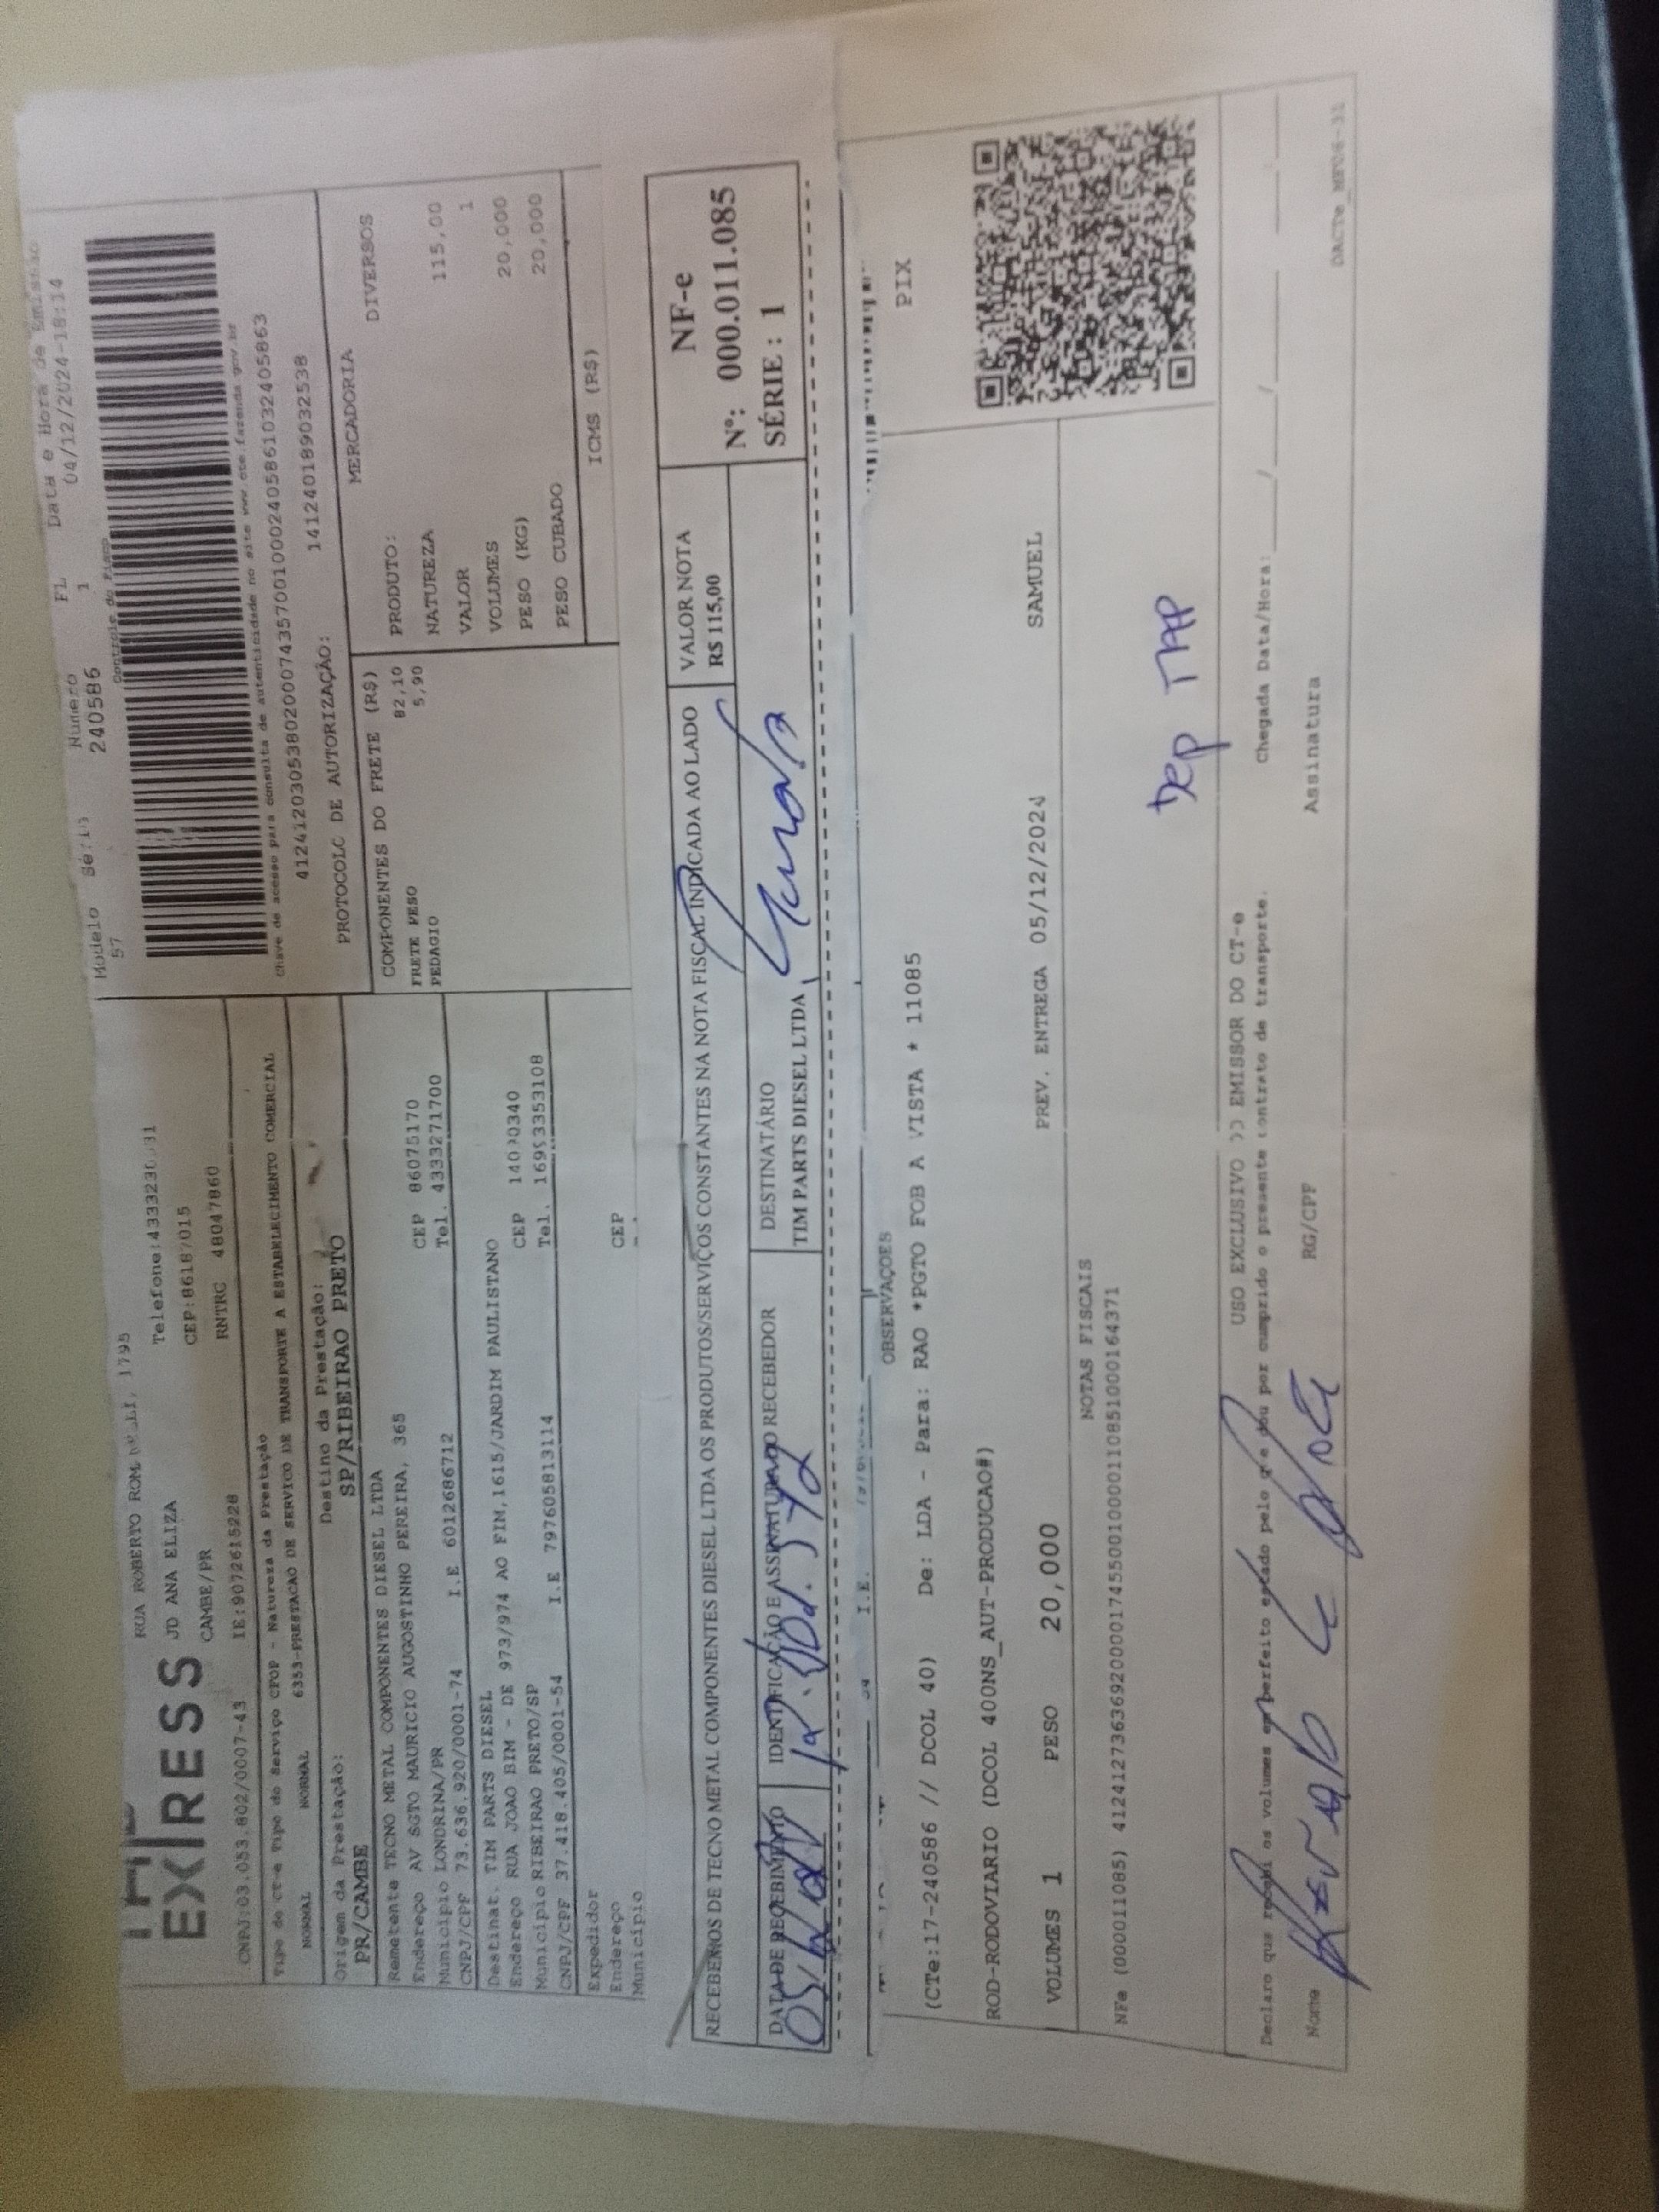 EXPRESS
RUA ROBERTO
JD ANA ELIZA
CAMBE/PR
CNPJ:03.053.802/0007-43 IE:9072615228
RNTRC 48047860
Modelo Série Número FL Data e Hora de Emissão
57 240586 1 04/12/2024-18:14
Controle do Fisco
Chave de acesso para consulta de autenticidade no site www.cte.fazenda.gov.br
PROTOCOLO DE AUTORIZAÇÃO: 141240189032538
Tipo do CT-e Tipo do Serviço CFOP - Natureza da Prestação
NORMAL NORMAL 6353-PRESTACAO DE SERVICO DE TRANSPORTE A ESTABELECIMENTO COMERCIAL
Origem da Prestação: Destino da Prestação:
PR/CAMBE SP/RIBEIRAO PRETO
Remetente TECNO METAL COMPONENTES DIESEL LTDA
Endereço AV SGTO MAURICIO AUGOSTINHO PEREIRA, 365 CEP 86075170
Município LONDRINA/PR Tel. 4333271700
CNPJ/CPF 73.636.920/0001-74 I.E 6012686712
Destinat. TIM PARTS DIESEL
Endereço RUA JOAO BIM - DE 973/974 AO FIM,1615/JARDIM PAULISTANO CEP
Município RIBEIRAO PRETO/SP Tel.
CNPJ/CPF 37.418.405/0001-54 I.E 797605813114
Expedidor
Endereço CEP
Município
COMPONENTES DO FRETE (R$)
FRETE PESO 82,10
PEDAGIO 5,90
MERCADORIA
PRODUTO: DIVERSOS
NATUREZA
VALOR 115,00
VOLUMES 1
PESO (KG) 20,000
PESO CUBADO 20,000
ICMS (R$)
RECEBEMOS DE TECNO METAL COMPONENTES DIESEL LTDA OS PRODUTOS/SERVIÇOS CONSTANTES NA NOTA FISCAL INDICADA AO LADO
VALOR NOTA
R$ 115,00
NF-e
Nº: 000.011.085
SÉRIE : 1
DATA DE RECEBIMENTO IDENTIFICAÇÃO E ASSINATURA DO RECEBEDOR DESTINATÁRIO
TIM PARTS DIESEL LTDA
I.E.
OBSERVAÇOES PIX
(CTe:17-240586 // DCOL 40) De: LDA - Para: RAO *PGTO FOB A VISTA * 11085
ROD-RODOVIARIO (DCOL 400NS_AUT-PRODUCAO#)
VOLUMES 1 PESO 20,000 PREV. ENTREGA 05/12/2024 SAMUEL
NOTAS FISCAIS
NFe (000011085) 41241273636920000174550010000110851000164371
Dep
USO EXCLUSIVO DO EMISSOR DO CT-e
Declaro que recebi os volumes em perfeito estado pelo que dou por cumprido o presente contrato de transporte. Chegada Data/Hora:
Nome RG/CPF Assinatura